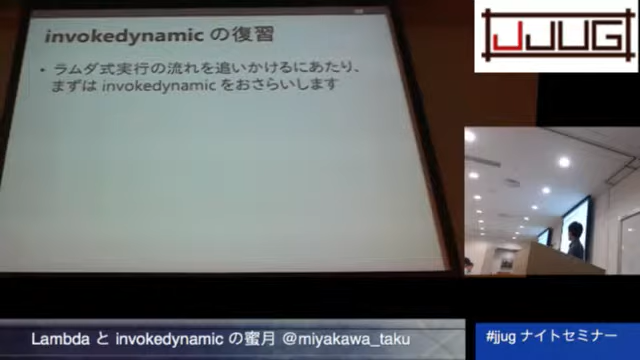 invokedynamic の復習
• ラムダ式実行の流れを追いかけるにあたり、
まずは invokedynamic をおさらいします
JJUG
Lambda と invokedynamic の蜜月 @miyakawa_taku
#jjug ナイトセミナー